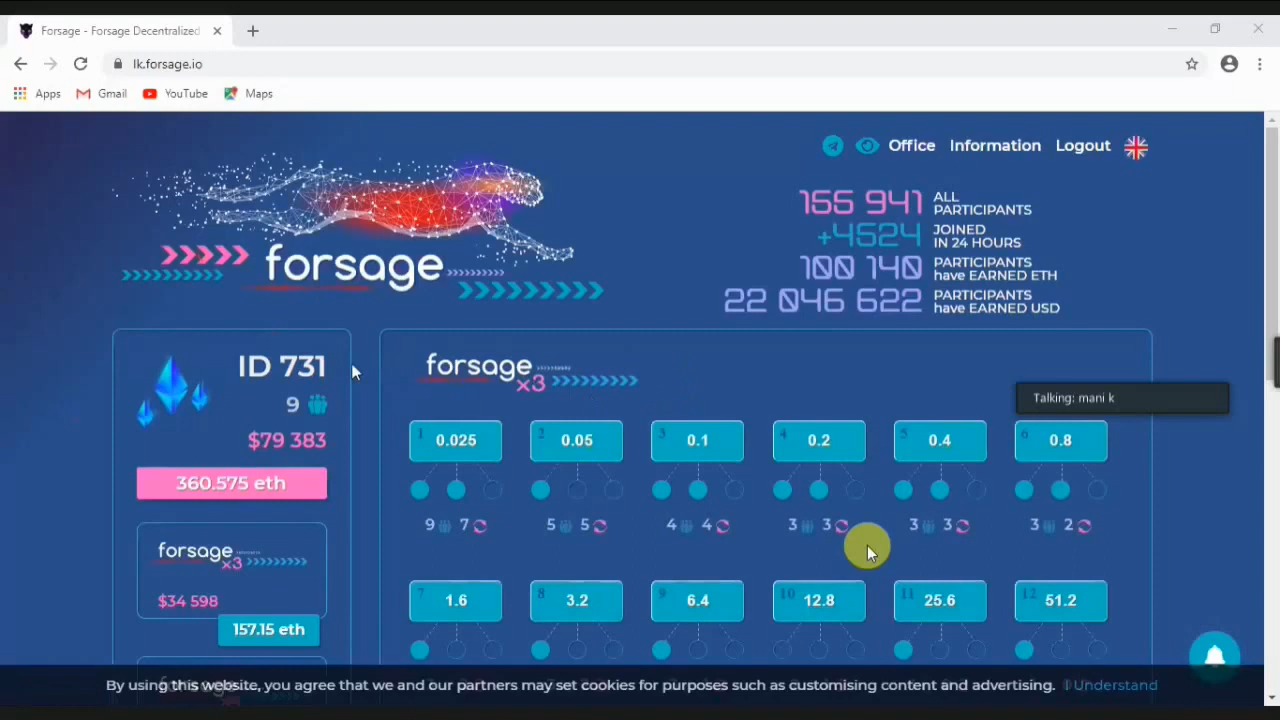 Forsage - Forsage Decentralized
lk.forsage.io
Apps Gmail YouTube Maps
Office Information Logout
forsage
155 941 ALL PARTICIPANTS
+4524 JOINED IN 24 HOURS
100 140 PARTICIPANTS have EARNED ETH
22 046 622 PARTICIPANTS have EARNED USD
ID 731
9
$79 383
360.575 eth
forsage
x3
$34 598
157.15 eth
forsage
x3
Talking: mani k
1 0.025 2 0.05 3 0.1 4 0.2 5 0.4 6 0.8
9 7 5 5 4 4 3 3 3 3 3 2
7 1.6 8 3.2 9 6.4 10 12.8 11 25.6 12 51.2
By using this website, you agree that we and our partners may set cookies for purposes such as customising content and advertising. I Understand